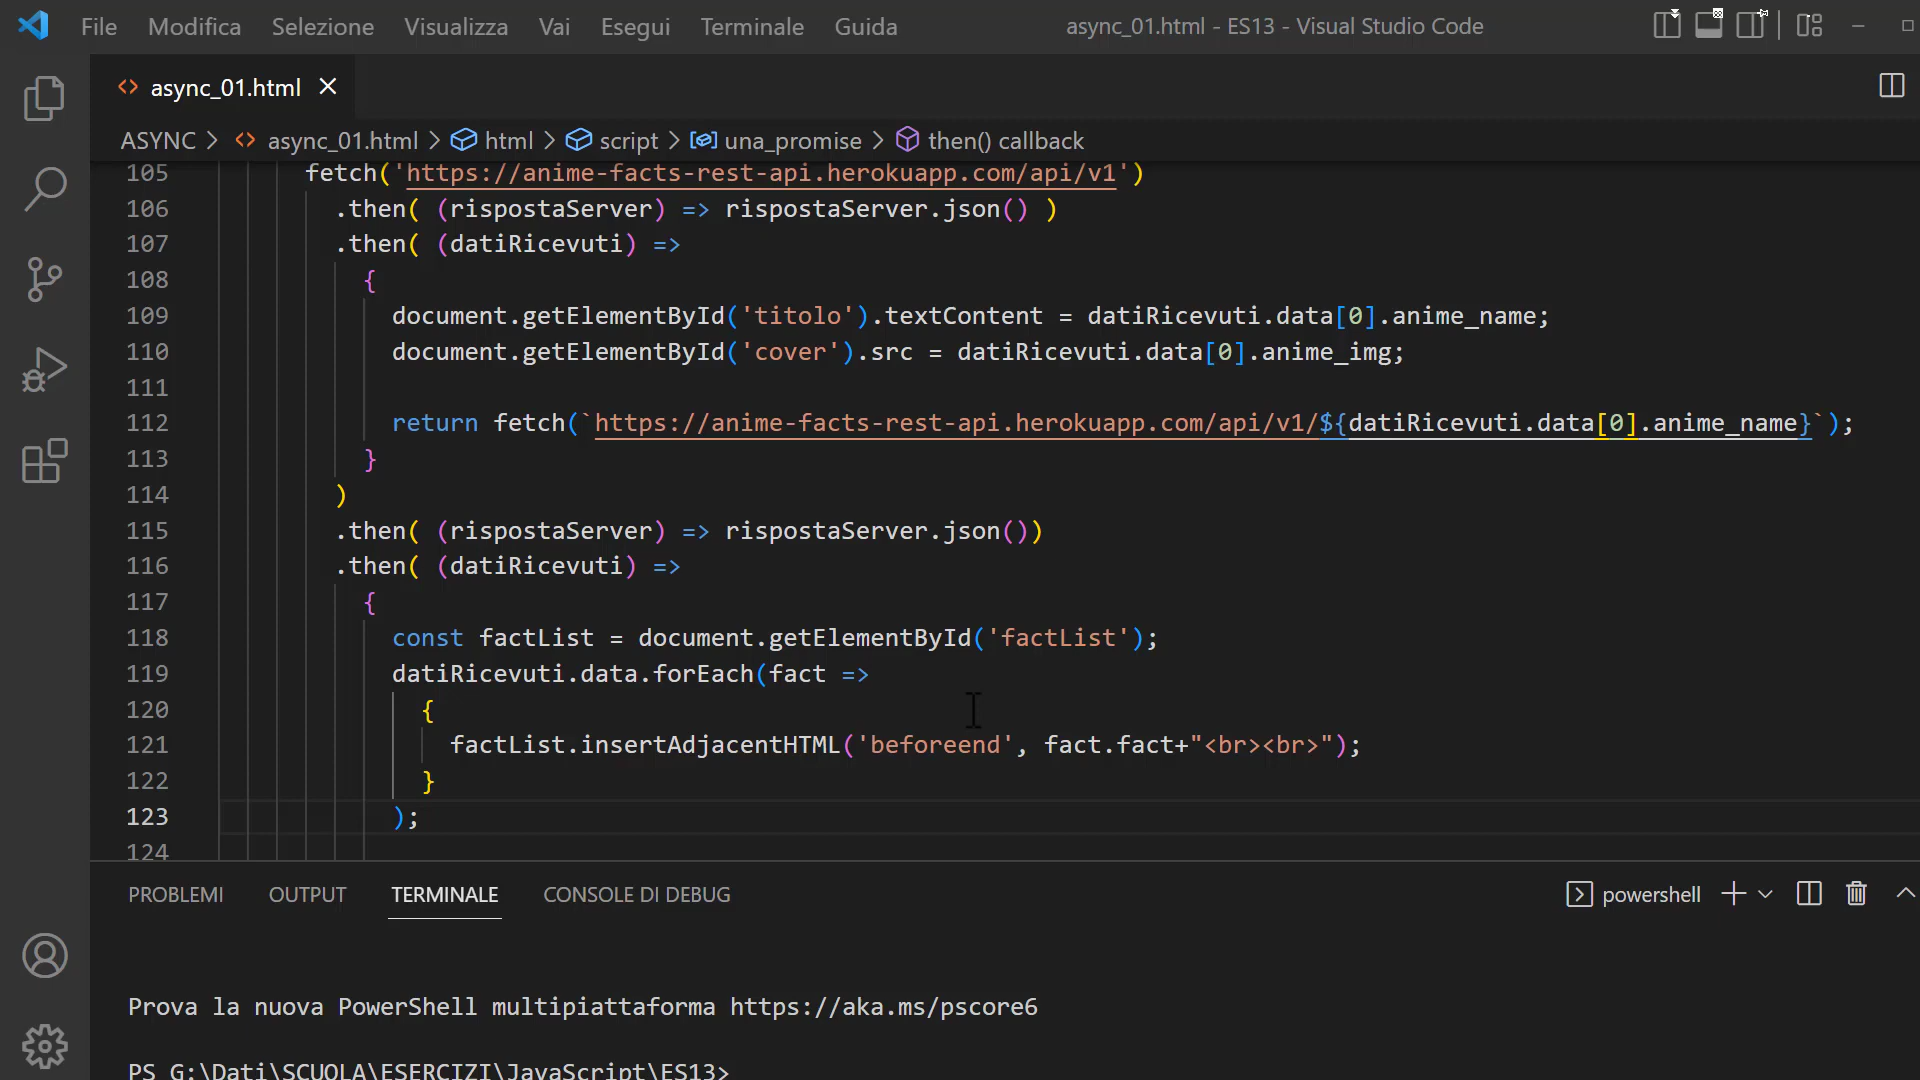 File Modifica Selezione Visualizza Vai Esegui Terminale Guida async_01.html - ES13 - Visual Studio Code
async_01.html
ASYNC > async_01.html > html > script > una_promise > then() callback
105 fetch('https://anime-facts-rest-api.herokuapp.com/api/v1')
106 .then( (rispostaServer) => rispostaServer.json() )
107 .then( (datiRicevuti) =>
108 {
109 document.getElementById('titolo').textContent = datiRicevuti.data[0].anime_name;
110 document.getElementById('cover').src = datiRicevuti.data[0].anime_img;
111
112 return fetch(`https://anime-facts-rest-api.herokuapp.com/api/v1/${datiRicevuti.data[0].anime_name}`);
113 }
114 )
115 .then( (rispostaServer) => rispostaServer.json())
116 .then( (datiRicevuti) =>
117 {
118 const factList = document.getElementById('factList');
119 datiRicevuti.data.forEach(fact =>
120 {
121 factList.insertAdjacentHTML('beforeend', fact.fact+"<br><br>");
122 }
123 );
124
PROBLEMI OUTPUT TERMINALE CONSOLE DI DEBUG powershell
Prova la nuova PowerShell multipiattaforma https://aka.ms/pscore6
PS G:\Dati\SCUOLA\ESERCIZI\JavaScript\ES13>